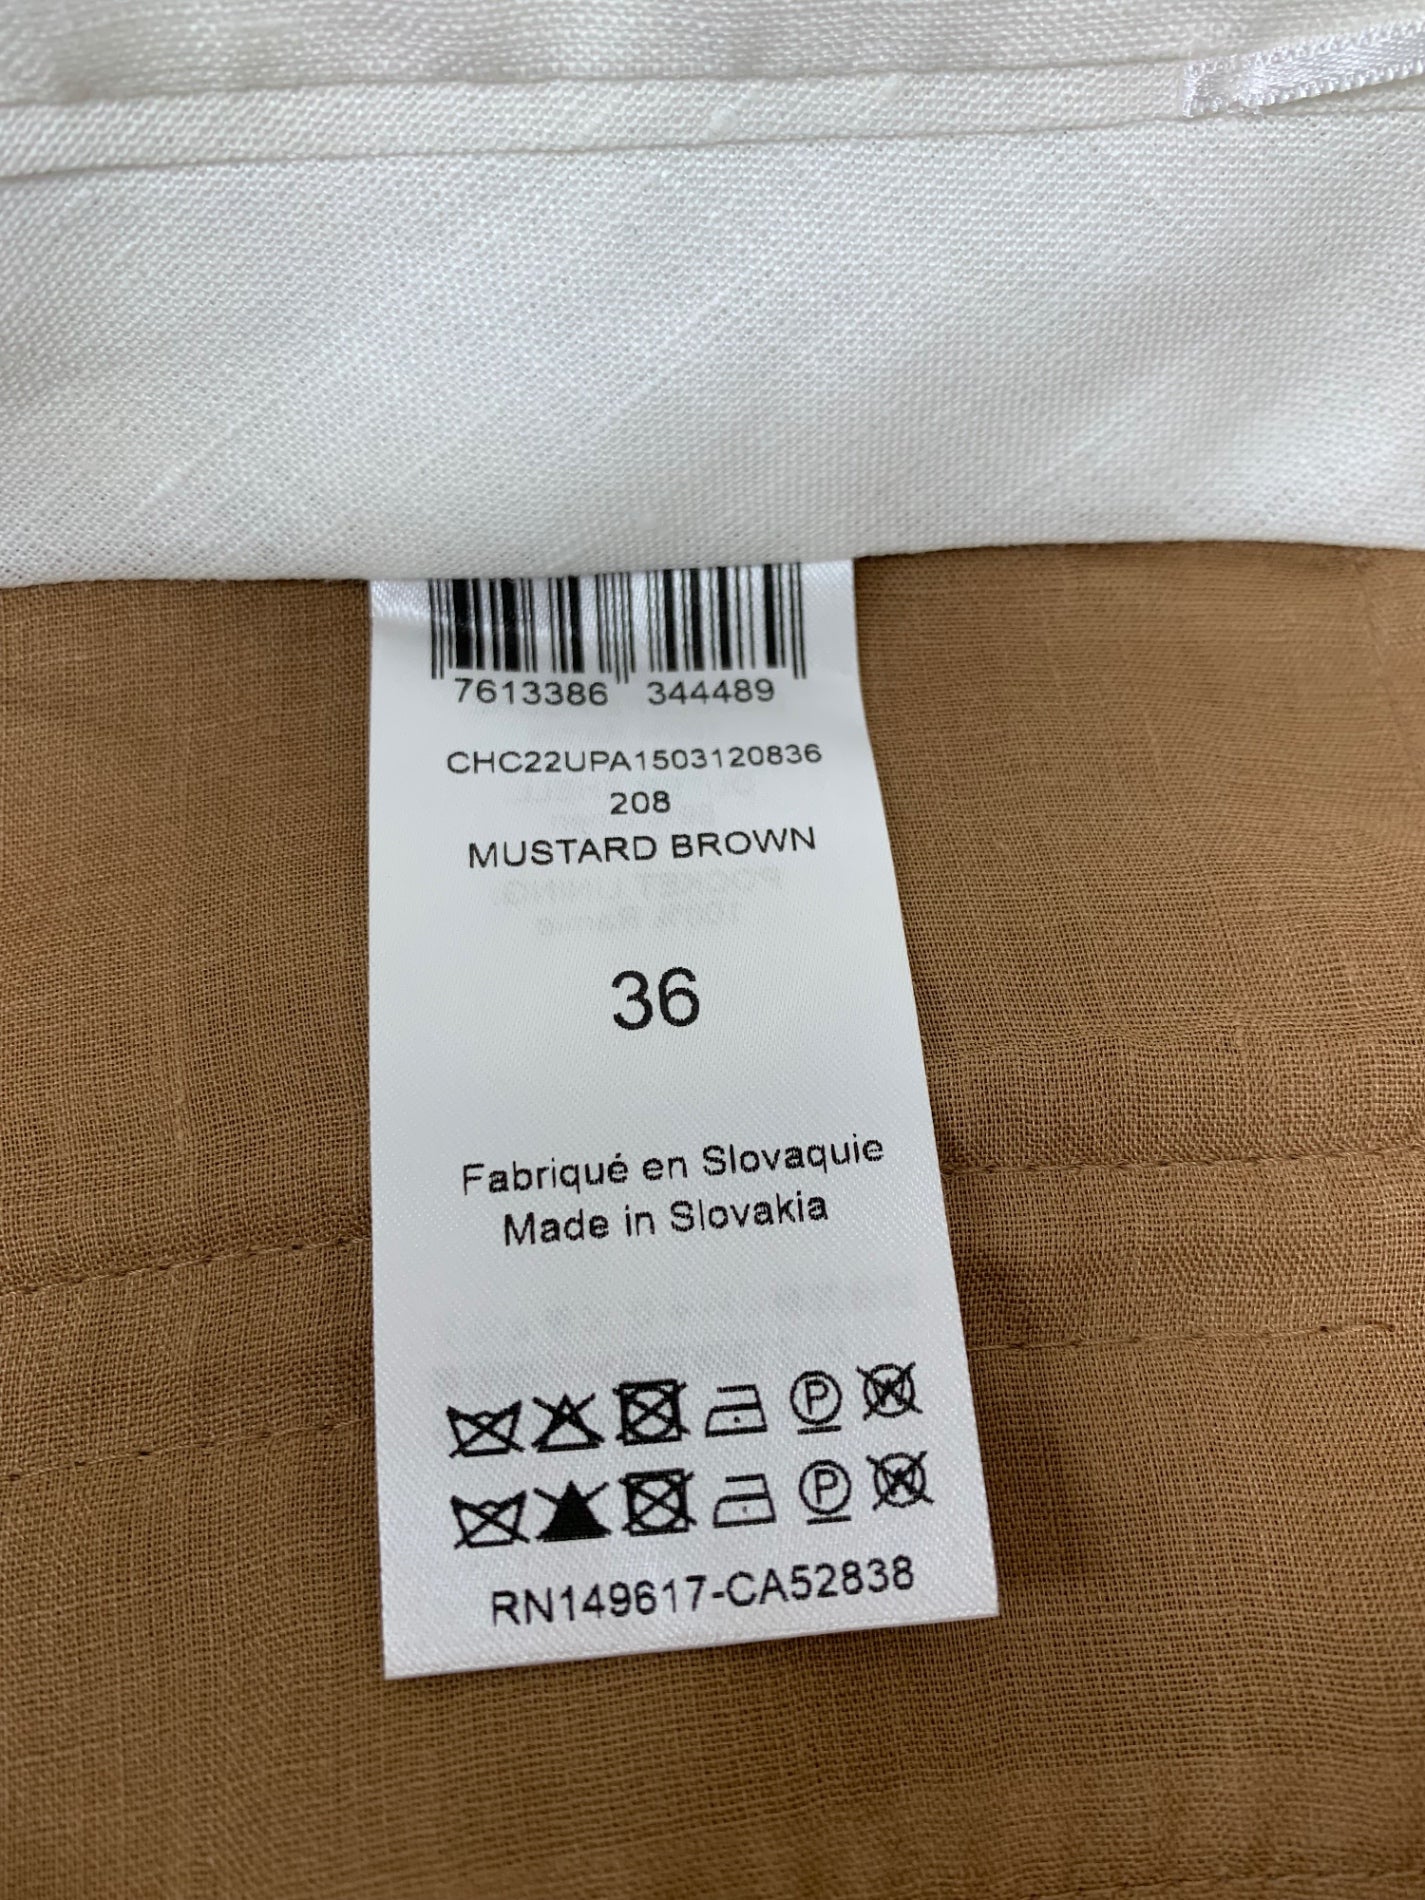 7613386 344489
CHC22UPA1503120836
208
MUSTARD BROWN
36
Fabriqué en Slovaquie
Made in Slovakia
P W
P W
RN149617-CA52838